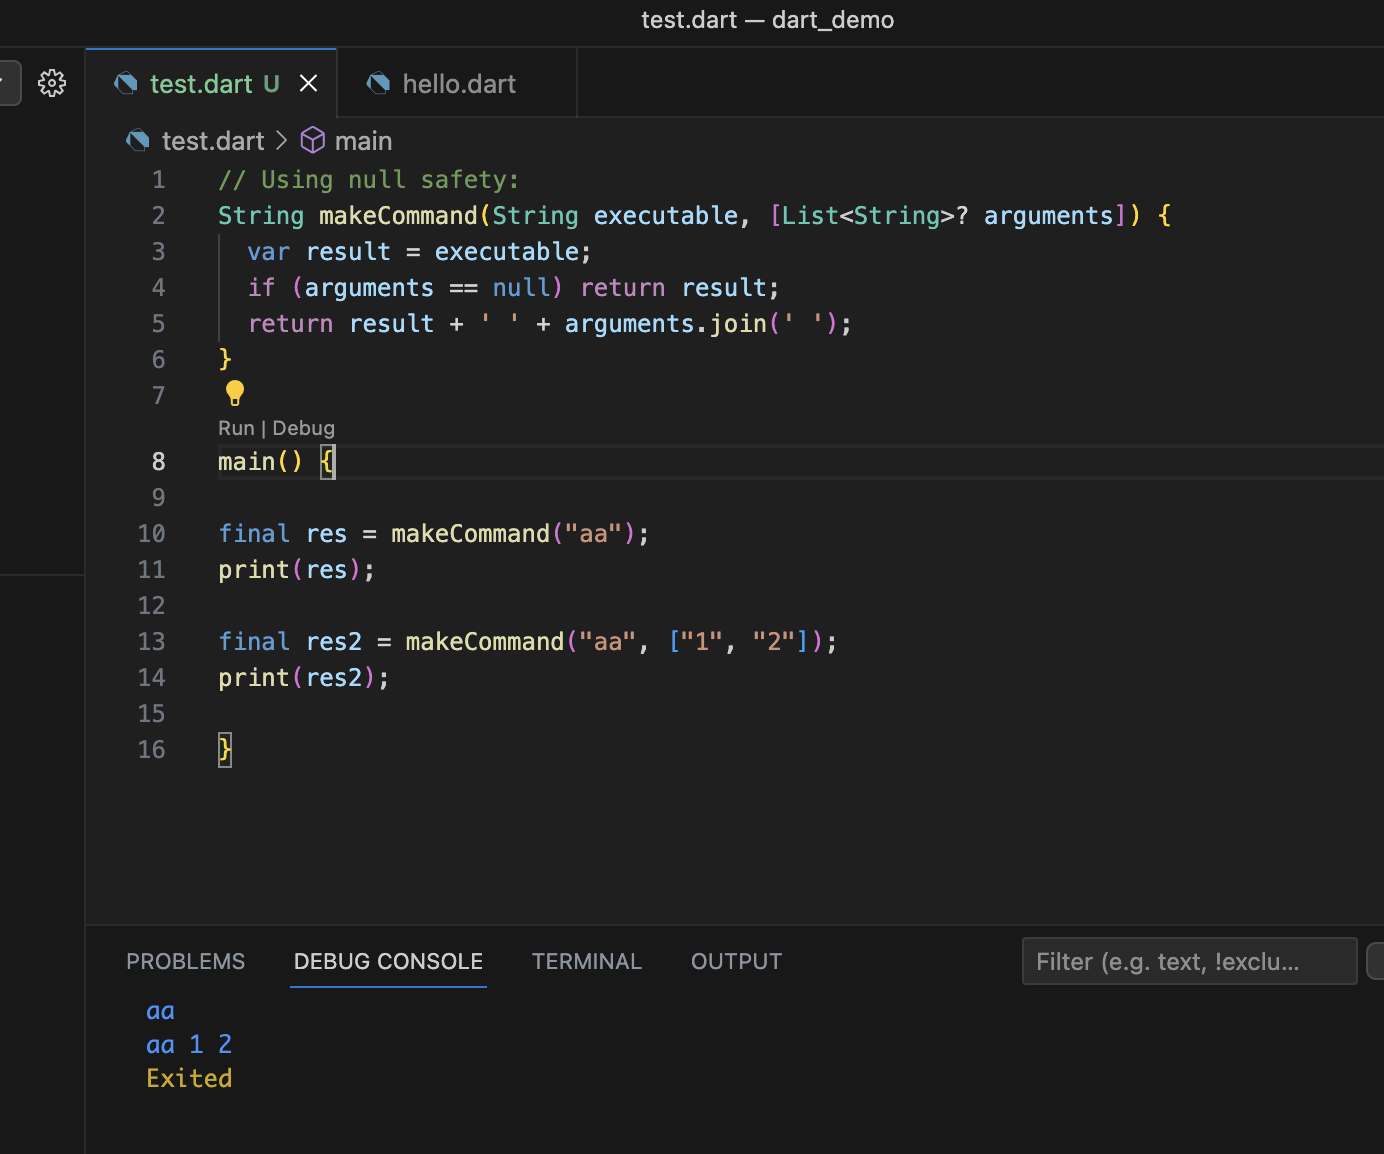 test.dart — dart_demo
test.dart U
hello.dart
test.dart > main
1 // Using null safety:
2 String makeCommand(String executable, [List<String>? arguments]) {
3   var result = executable;
4   if (arguments == null) return result;
5   return result + ' ' + arguments.join(' ');
6 }
7
Run | Debug
8 main() {
9
10 final res = makeCommand("aa");
11 print(res);
12
13 final res2 = makeCommand("aa", ["1", "2"]);
14 print(res2);
15
16 }
PROBLEMS DEBUG CONSOLE TERMINAL OUTPUT Filter (e.g. text, !exclu...
aa
aa 1 2
Exited